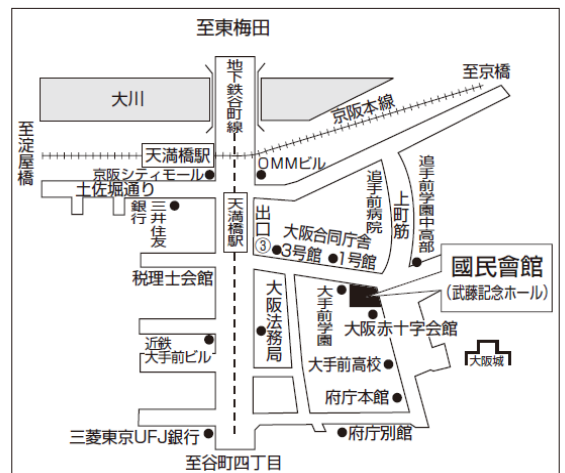 至東梅田
地下鉄谷町線
大川
至京橋
京阪本線
至淀屋橋
天満橋駅
OMMビル
京阪シティモール
土佐堀通り
三井住友
銀行
天満橋駅
出口
③
大阪合同庁舎
3号館
1号館
追手前病院
上町筋
追手前学園中高部
國民會館
(武藤記念ホール)
税理士会館
大阪法務局
大手前学園
大阪赤十字会館
近鉄
大手前ビル
大手前高校
大阪城
府庁本館
三菱東京UFJ銀行
府庁別館
至谷町四丁目